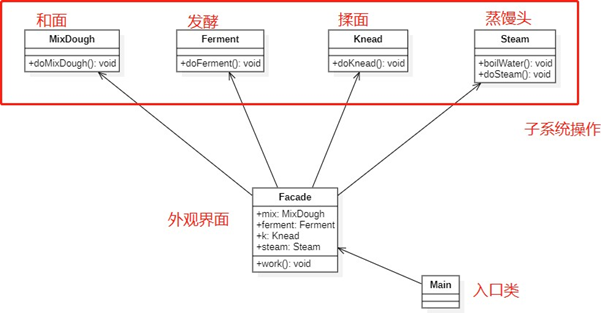 和面
发酵
揉面
蒸馒头
MixDough
+doMixDough(): void
Ferment
+doFerment(): void
Knead
+doKnead(): void
Steam
+boilWater(): void
+doSteam(): void
子系统操作
外观界面
Facade
+mix: MixDough
+ferment: Ferment
+k: Knead
+steam: Steam
+work(): void
Main
入口类